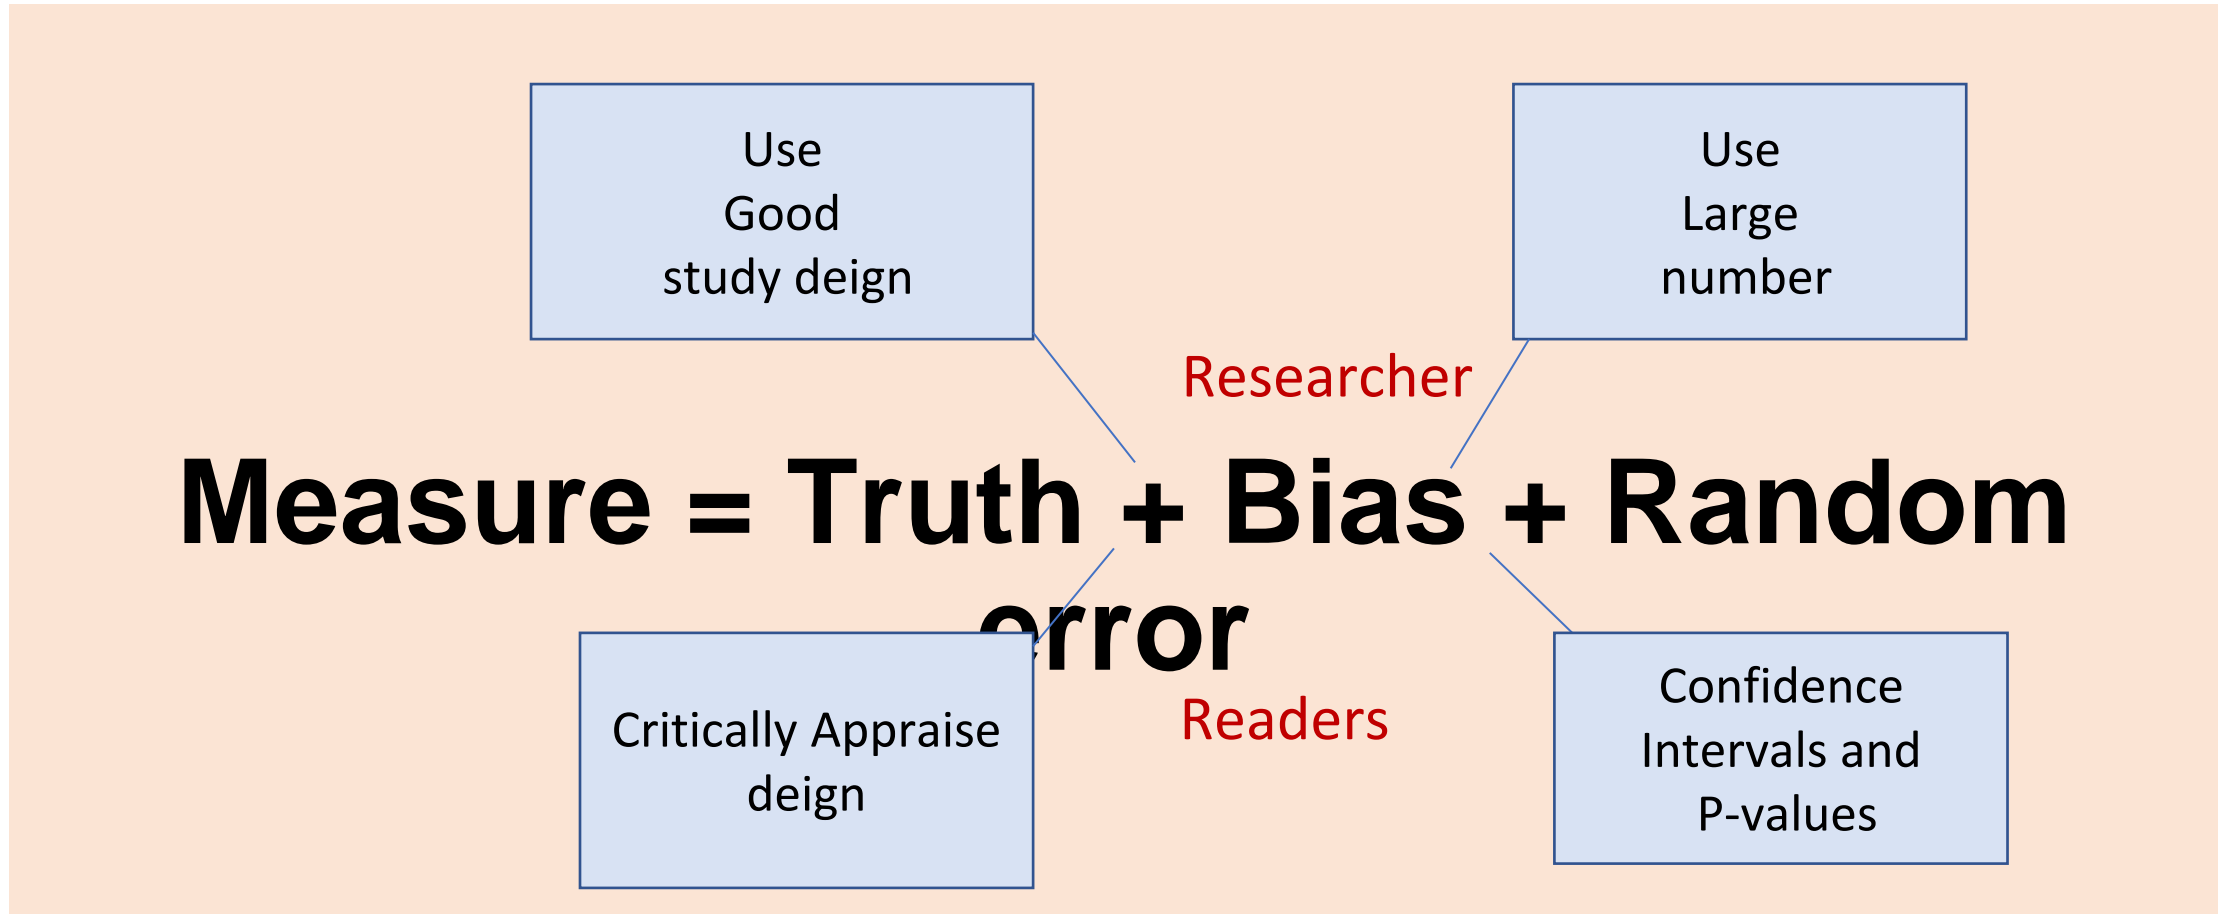 Use
Good
study deign
Use
Large
number
Researcher
Measure = Truth + Bias + Random
error
Critically Appraise
deign
Readers
Confidence
Intervals and
P-values